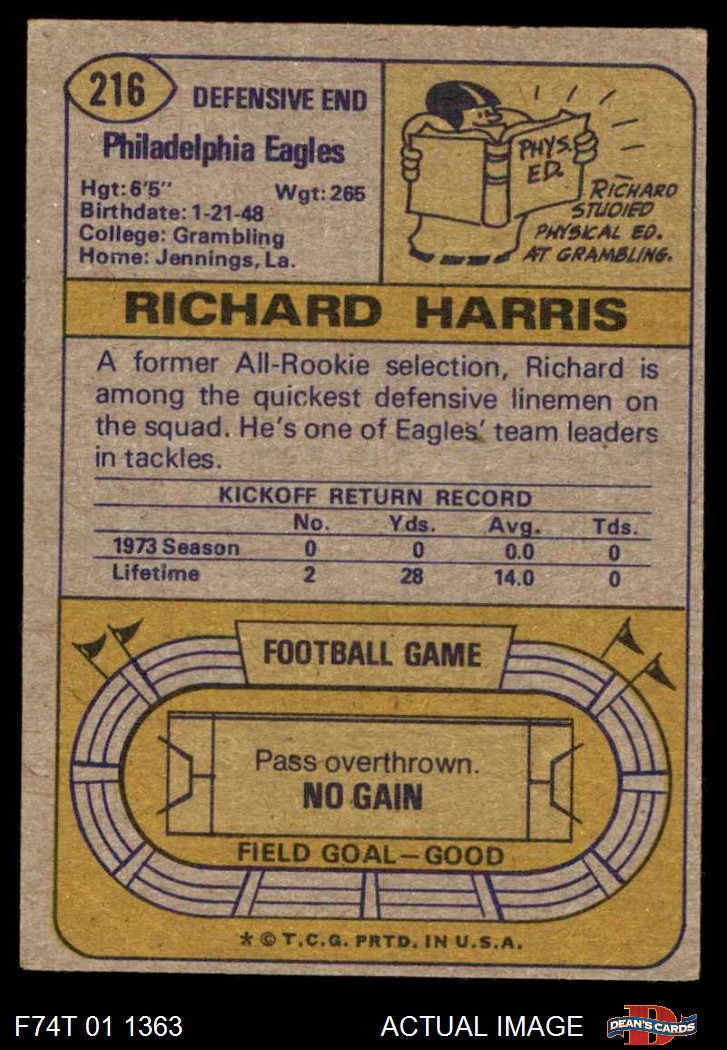 216
DEFENSIVE END
Philadelphia Eagles
Hgt: 6'5" Wgt: 265
Birthdate: 1-21-48
College: Grambling
Home: Jennings, La.
PHYS.
ED.
RICHARD
STUDIED
PHYSICAL ED.
AT GRAMBLING.
RICHARD HARRIS
A former All-Rookie selection, Richard is
among the quickest defensive linemen on
the squad. He's one of Eagles' team leaders
in tackles.
KICKOFF RETURN RECORD
No. Yds. Avg. Tds.
1973 Season 0 0 0.0 0
Lifetime 2 28 14.0 0
FOOTBALL GAME
Pass overthrown.
NO GAIN
FIELD GOAL—GOOD
* © T.C.G. PRTD. IN U.S.A.
F74T 01 1363 ACTUAL IMAGE
D
DEAN'S CARDS